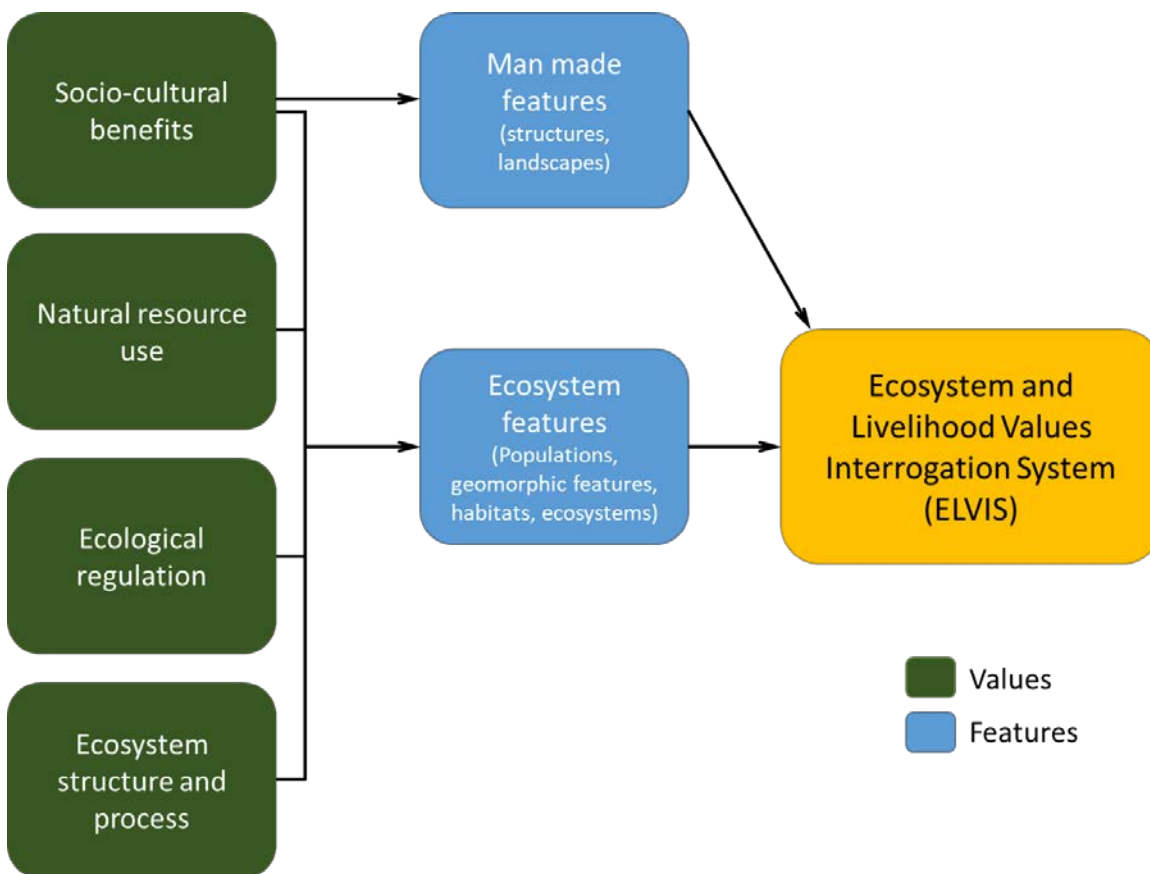 Socio-cultural
benefits
Natural resource
use
Ecological
regulation
Ecosystem
structure and
process
Man made
features
(structures,
landscapes)
Ecosystem
features
(Populations,
geomorphic features,
habitats, ecosystems)
Ecosystem and
Livelihood Values
Interrogation System
(ELVIS)
Values
Features